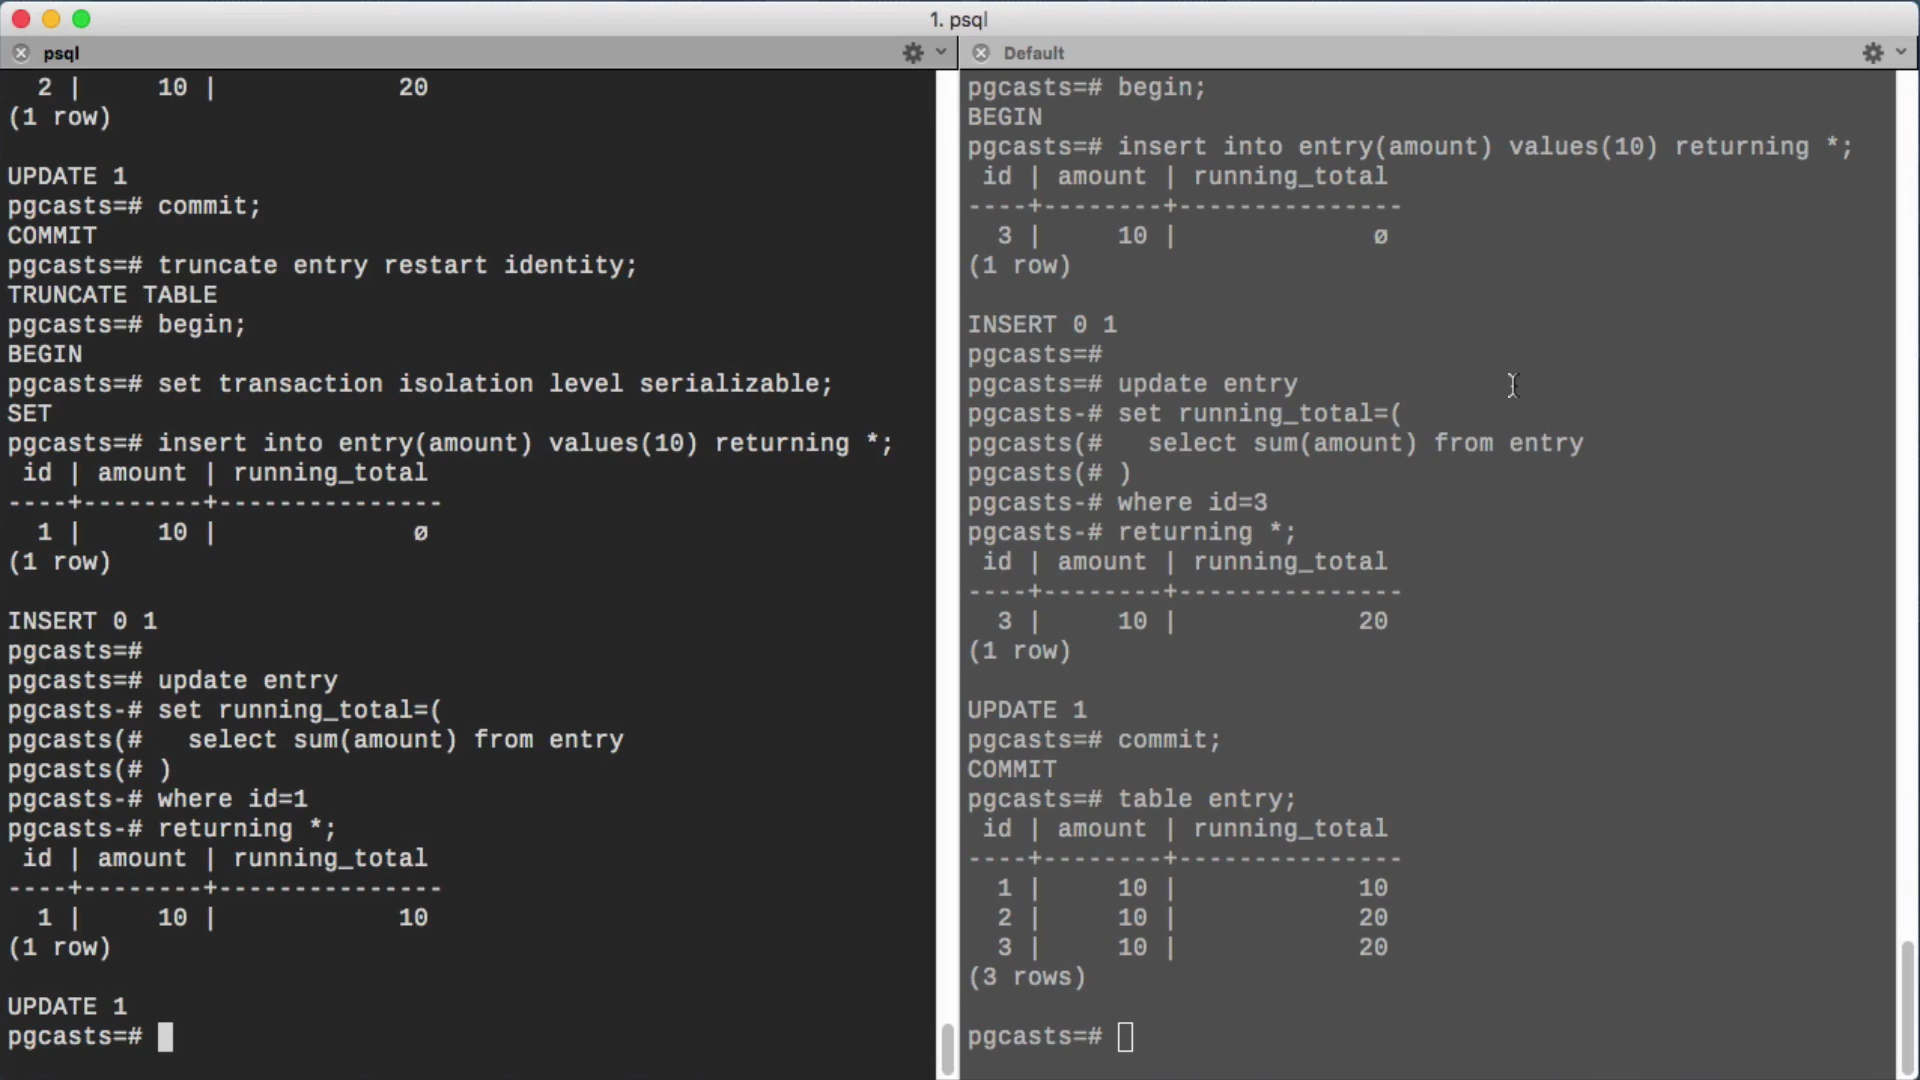 1. psql
psql
2 |     10 |            20
(1 row)
UPDATE 1
pgcasts=# commit;
COMMIT
pgcasts=# truncate entry restart identity;
TRUNCATE TABLE
pgcasts=# begin;
BEGIN
pgcasts=# set transaction isolation level serializable;
SET
pgcasts=# insert into entry(amount) values(10) returning *;
 id | amount | running_total
----+--------+---------------
  1 |     10 |             ø
(1 row)
INSERT 0 1
pgcasts=#
pgcasts=# update entry
pgcasts-# set running_total=(
pgcasts(#   select sum(amount) from entry
pgcasts(# )
pgcasts-# where id=1
pgcasts-# returning *;
 id | amount | running_total
----+--------+---------------
  1 |     10 |            10
(1 row)
UPDATE 1
pgcasts=#
Default
pgcasts=# begin;
BEGIN
pgcasts=# insert into entry(amount) values(10) returning *;
 id | amount | running_total
----+--------+---------------
  3 |     10 |             ø
(1 row)
INSERT 0 1
pgcasts=#
pgcasts=# update entry
pgcasts-# set running_total=(
pgcasts(#   select sum(amount) from entry
pgcasts(# )
pgcasts-# where id=3
pgcasts-# returning *;
 id | amount | running_total
----+--------+---------------
  3 |     10 |            20
(1 row)
UPDATE 1
pgcasts=# commit;
COMMIT
pgcasts=# table entry;
 id | amount | running_total
----+--------+---------------
  1 |     10 |            10
  2 |     10 |            20
  3 |     10 |            20
(3 rows)
pgcasts=#